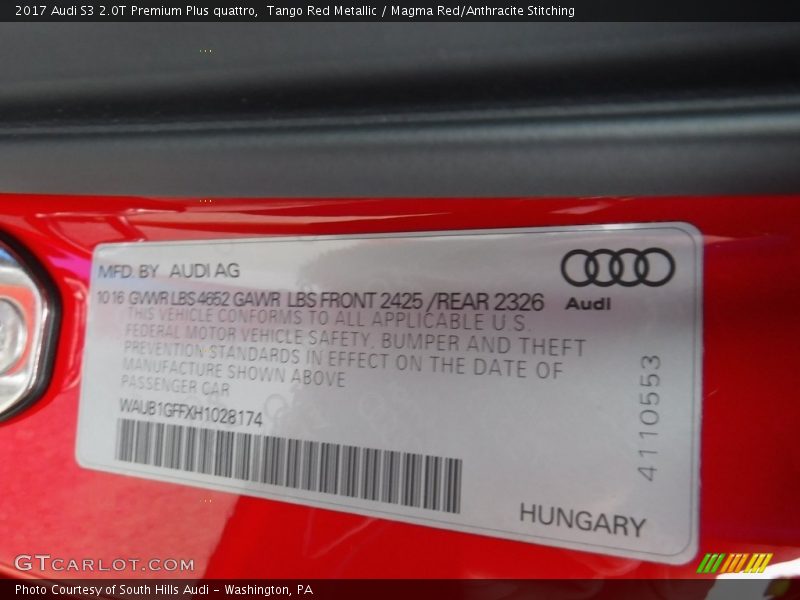 2017 Audi S3 2.0T Premium Plus quattro,  Tango Red Metallic / Magma Red/Anthracite Stitching
MFD. BY AUDI AG
10 16 GVWR LBS 4652 GAWR LBS FRONT 2425 /REAR 2326
THIS VEHICLE CONFORMS TO ALL APPLICABLE U.S.
FEDERAL MOTOR VEHICLE SAFETY, BUMPER AND THEFT
PREVENTION STANDARDS IN EFFECT ON THE DATE OF
MANUFACTURE SHOWN ABOVE
PASSENGER CAR
WAUB1GFFXH1028174
Audi
4110553
HUNGARY
GTCARLOT.COM
Photo Courtesy of South Hills Audi - Washington, PA